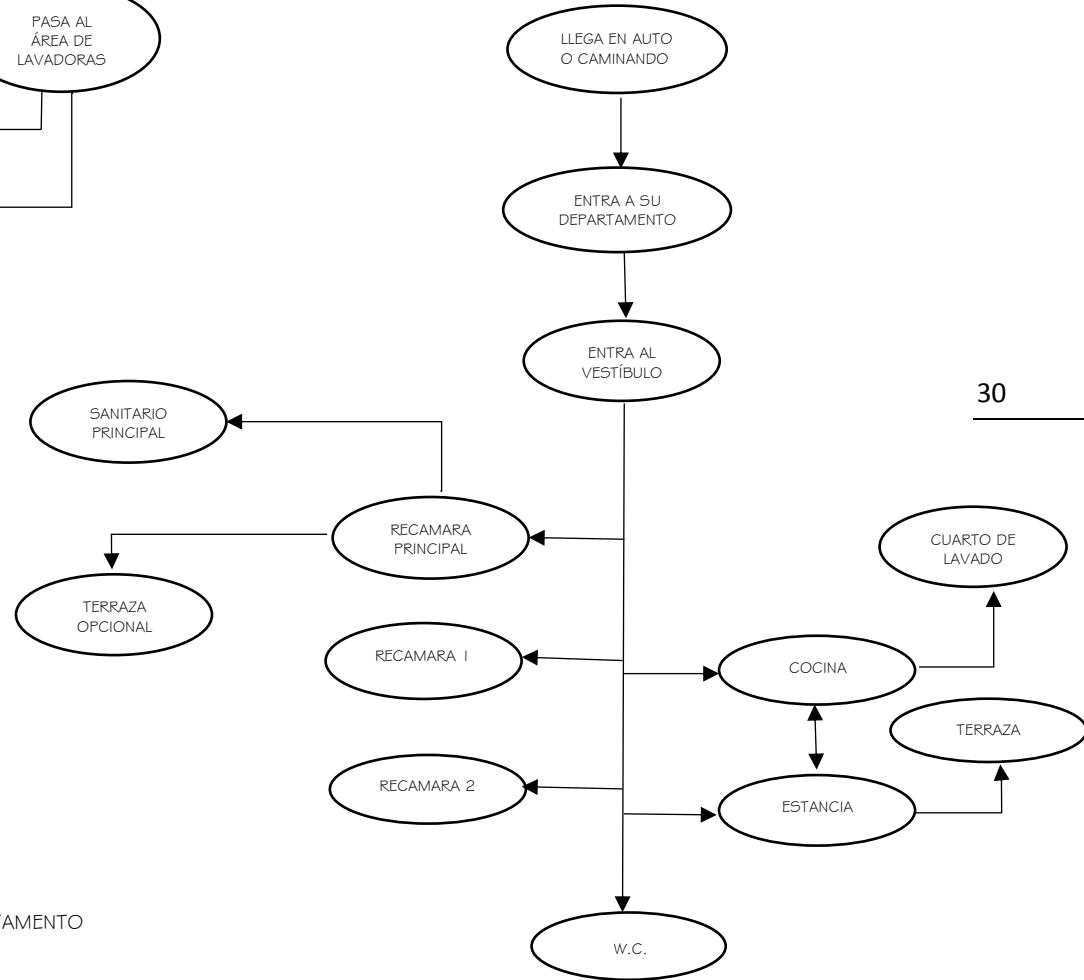 PASA AL
ÁREA DE
LAVADORAS
LLEGA EN AUTO
O CAMINANDO
ENTRA A SU
DEPARTAMENTO
ENTRA AL
VESTÍBULO
30
SANITARIO
PRINCIPAL
RECAMARA
PRINCIPAL
CUARTO DE
LAVADO
TERRAZA
OPCIONAL
RECAMARA 1
COCINA
TERRAZA
RECAMARA 2
ESTANCIA
TAMENTO
W.C.